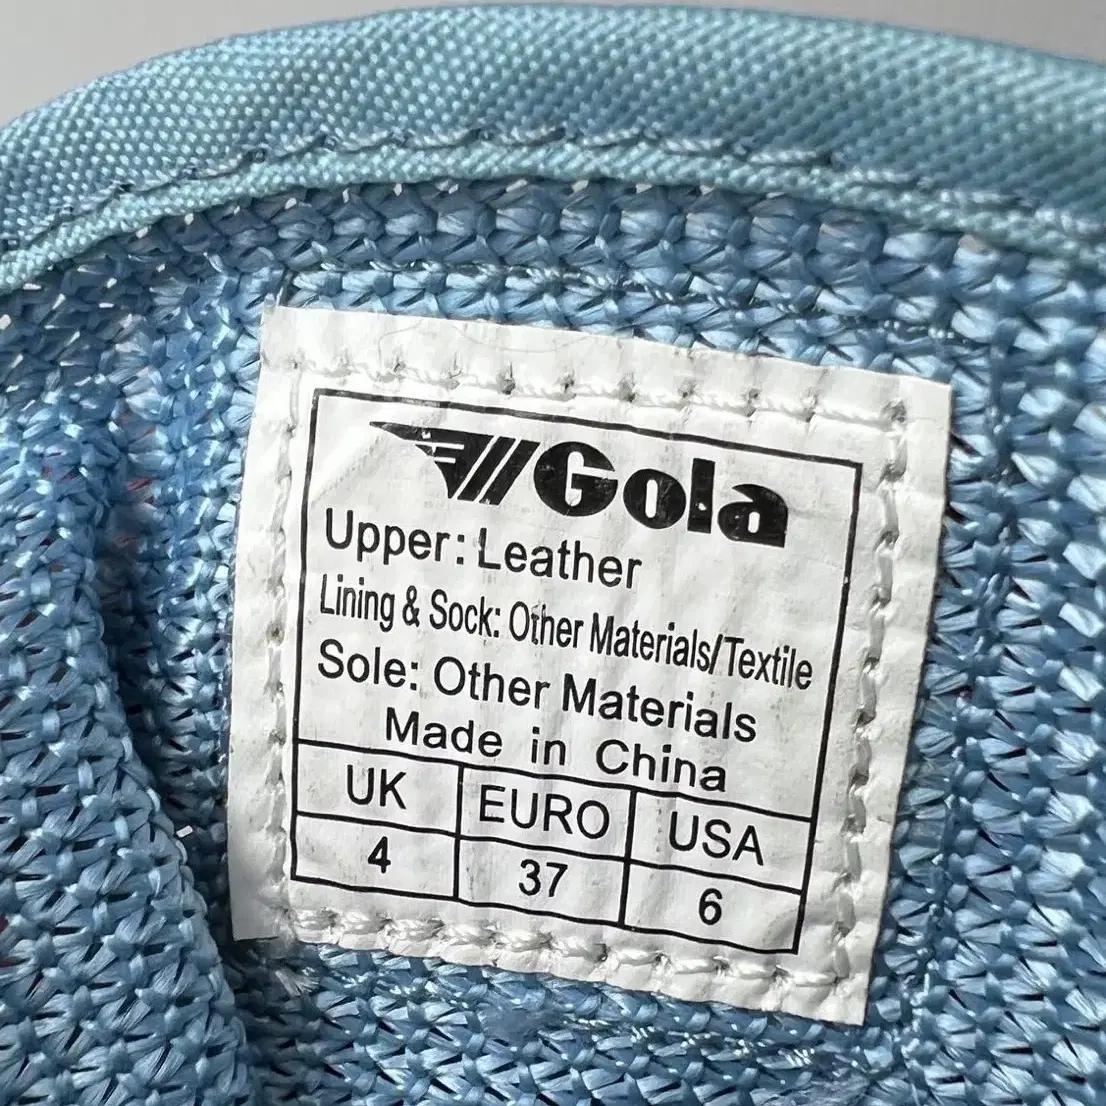 Gola
Upper: Leather
Lining & Sock: Other Materials/Textile
Sole: Other Materials
Made in China
UK EURO USA
4 37 6